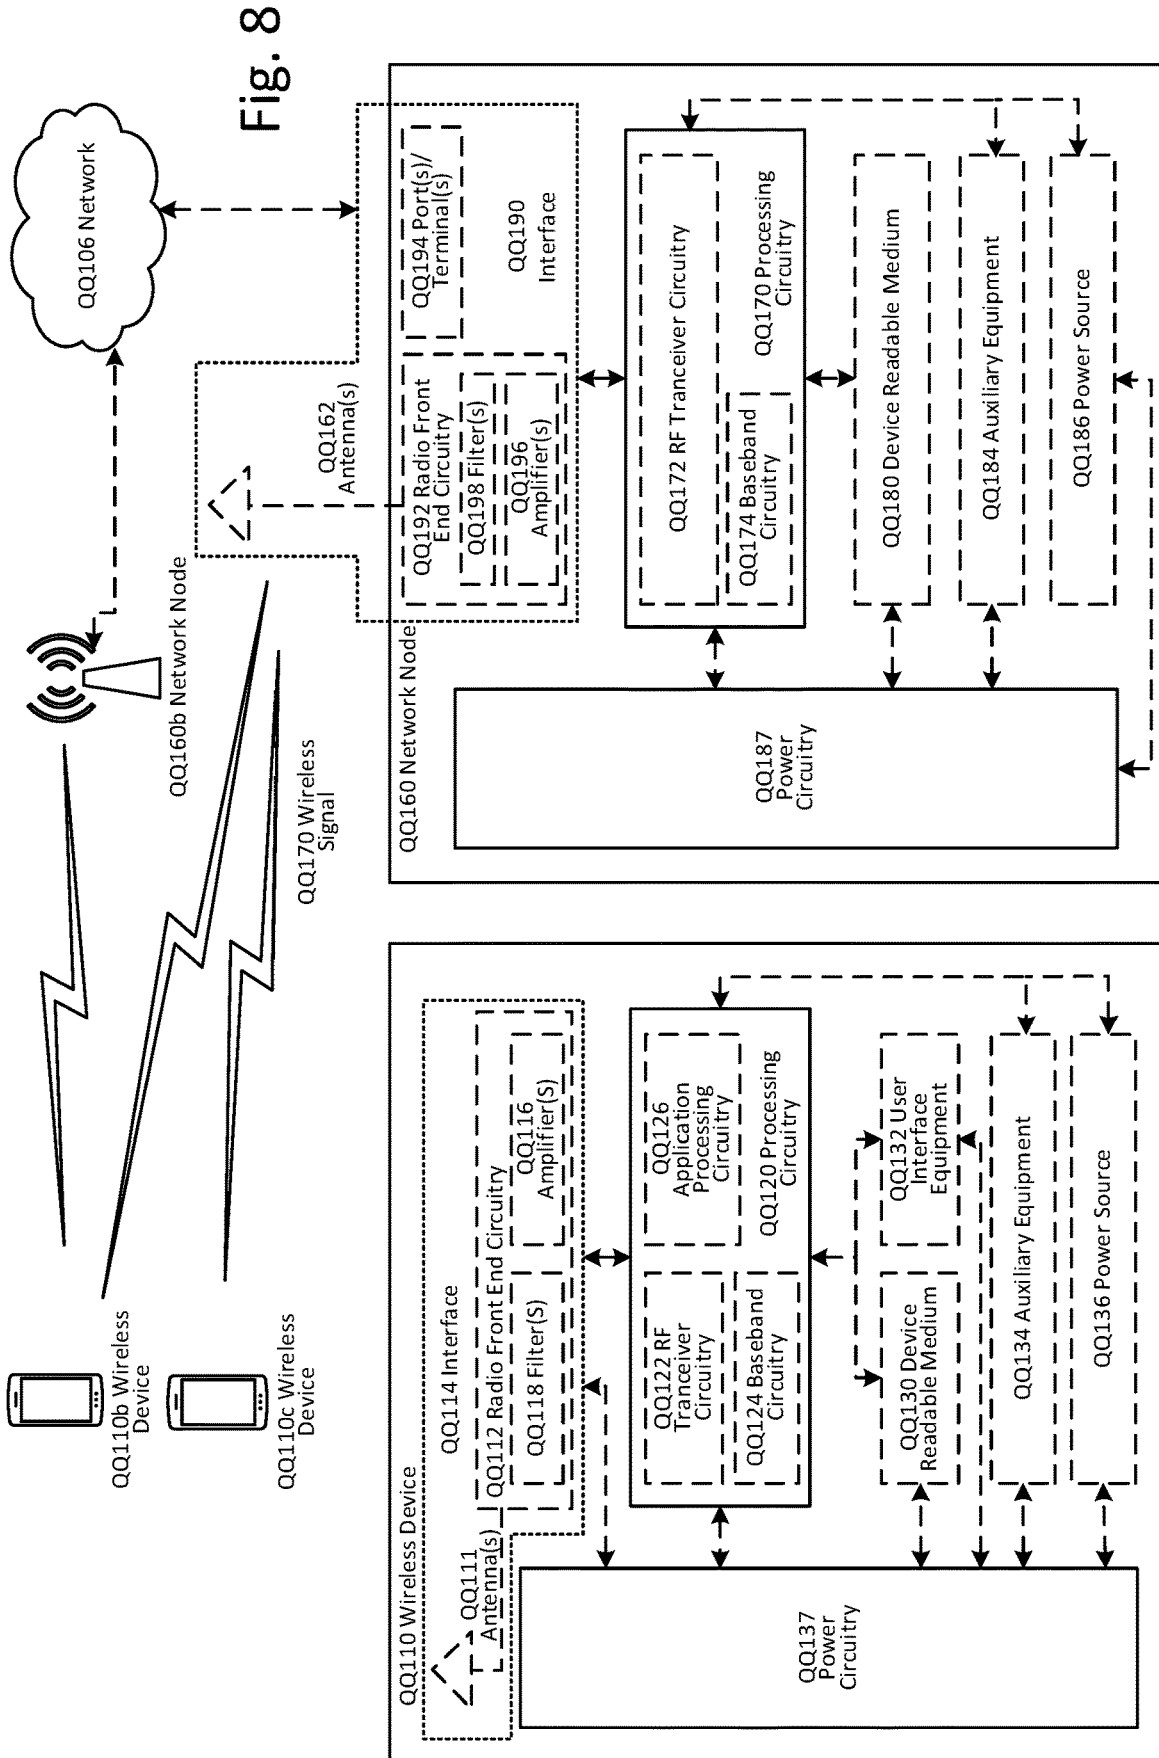 Fig. 8
QQ106 Network
QQ160b Network Node
QQ110b Wireless
Device
QQ110c Wireless
Device
QQ170 Wireless
Signal
QQ110 Wireless Device
QQ111
Antenna(s)
QQ114 Interface
QQ112 Radio Front End Circuitry
QQ118 Filter(S)
QQ116
Amplifier(S)
QQ122 RF
Tranceiver
Circuitry
QQ124 Baseband
Circuitry
QQ126
Application
Processing
Circuitry
QQ120 Processing
Circuitry
QQ130 Device
Readable Medium
QQ132 User
Interface
Equipment
QQ134 Auxiliary Equipment
QQ136 Power Source
QQ137
Power
Circuitry
QQ160 Network Node
QQ162
Antenna(s)
QQ192 Radio Front
End Circuitry
QQ198 Filter(s)
QQ196
Amplifier(s)
QQ194 Port(s)/
Terminal(s)
QQ190
Interface
QQ172 RF Tranceiver Circuitry
QQ174 Baseband
Circuitry
QQ170 Processing
Circuitry
QQ180 Device Readable Medium
QQ184 Auxiliary Equipment
QQ186 Power Source
QQ187
Power
Circuitry